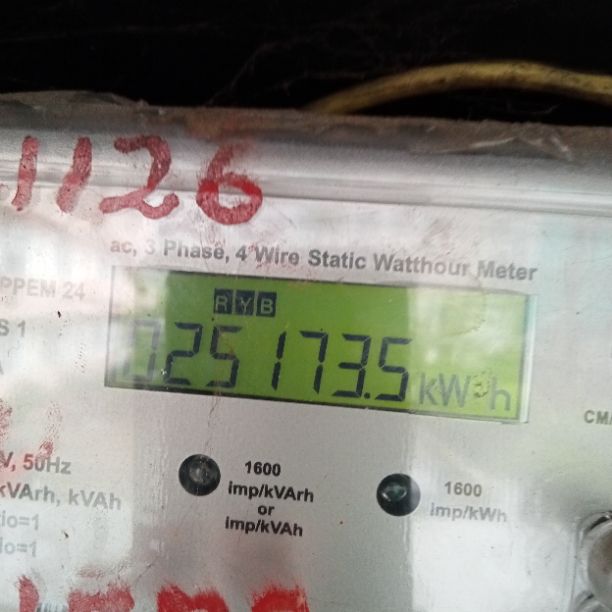 1126
ac, 3 Phase, 4 Wire Static Watthour Meter
PPEM 24
RYB
S 1
025173.5 kWh
CM/
V, 50Hz
kVArh, kVAh
io=1
io=1
1600
imp/kVArh
or
imp/kVAh
1600
imp/kWh